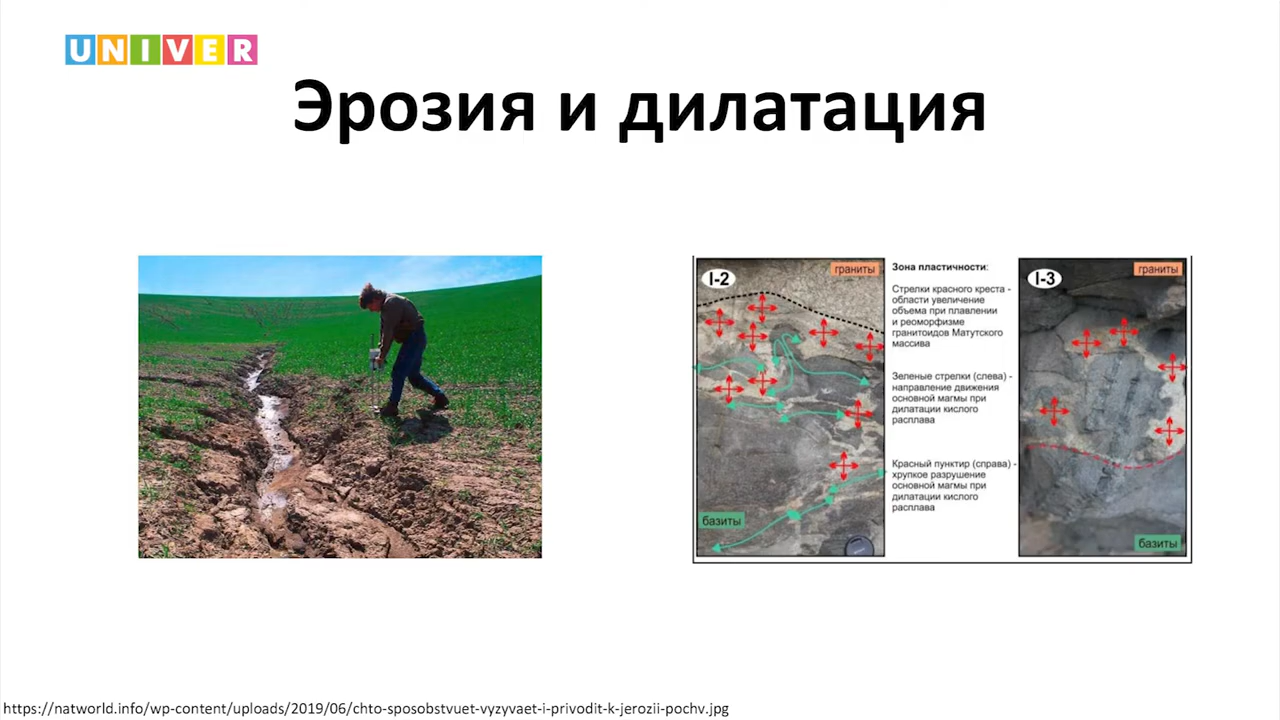 UNIVER
Эрозия и дилатация
I-2
граниты
базиты
Зона пластичности:
Стрелки красного креста -
области увеличение
объема при плавлении
и реоморфизме
гранитоидов Матутского
массива
Зеленые стрелки (слева) -
направление движения
основной магмы при
дилатации кислого
расплава
Красный пунктир (справа) -
хрупкое разрушение
основной магмы при
дилатации кислого
расплава
I-3
граниты
базиты
https://natworld.info/wp-content/uploads/2019/06/chto-sposobstvuet-vyzyvaet-i-privodit-k-jerozii-pochv.jpg